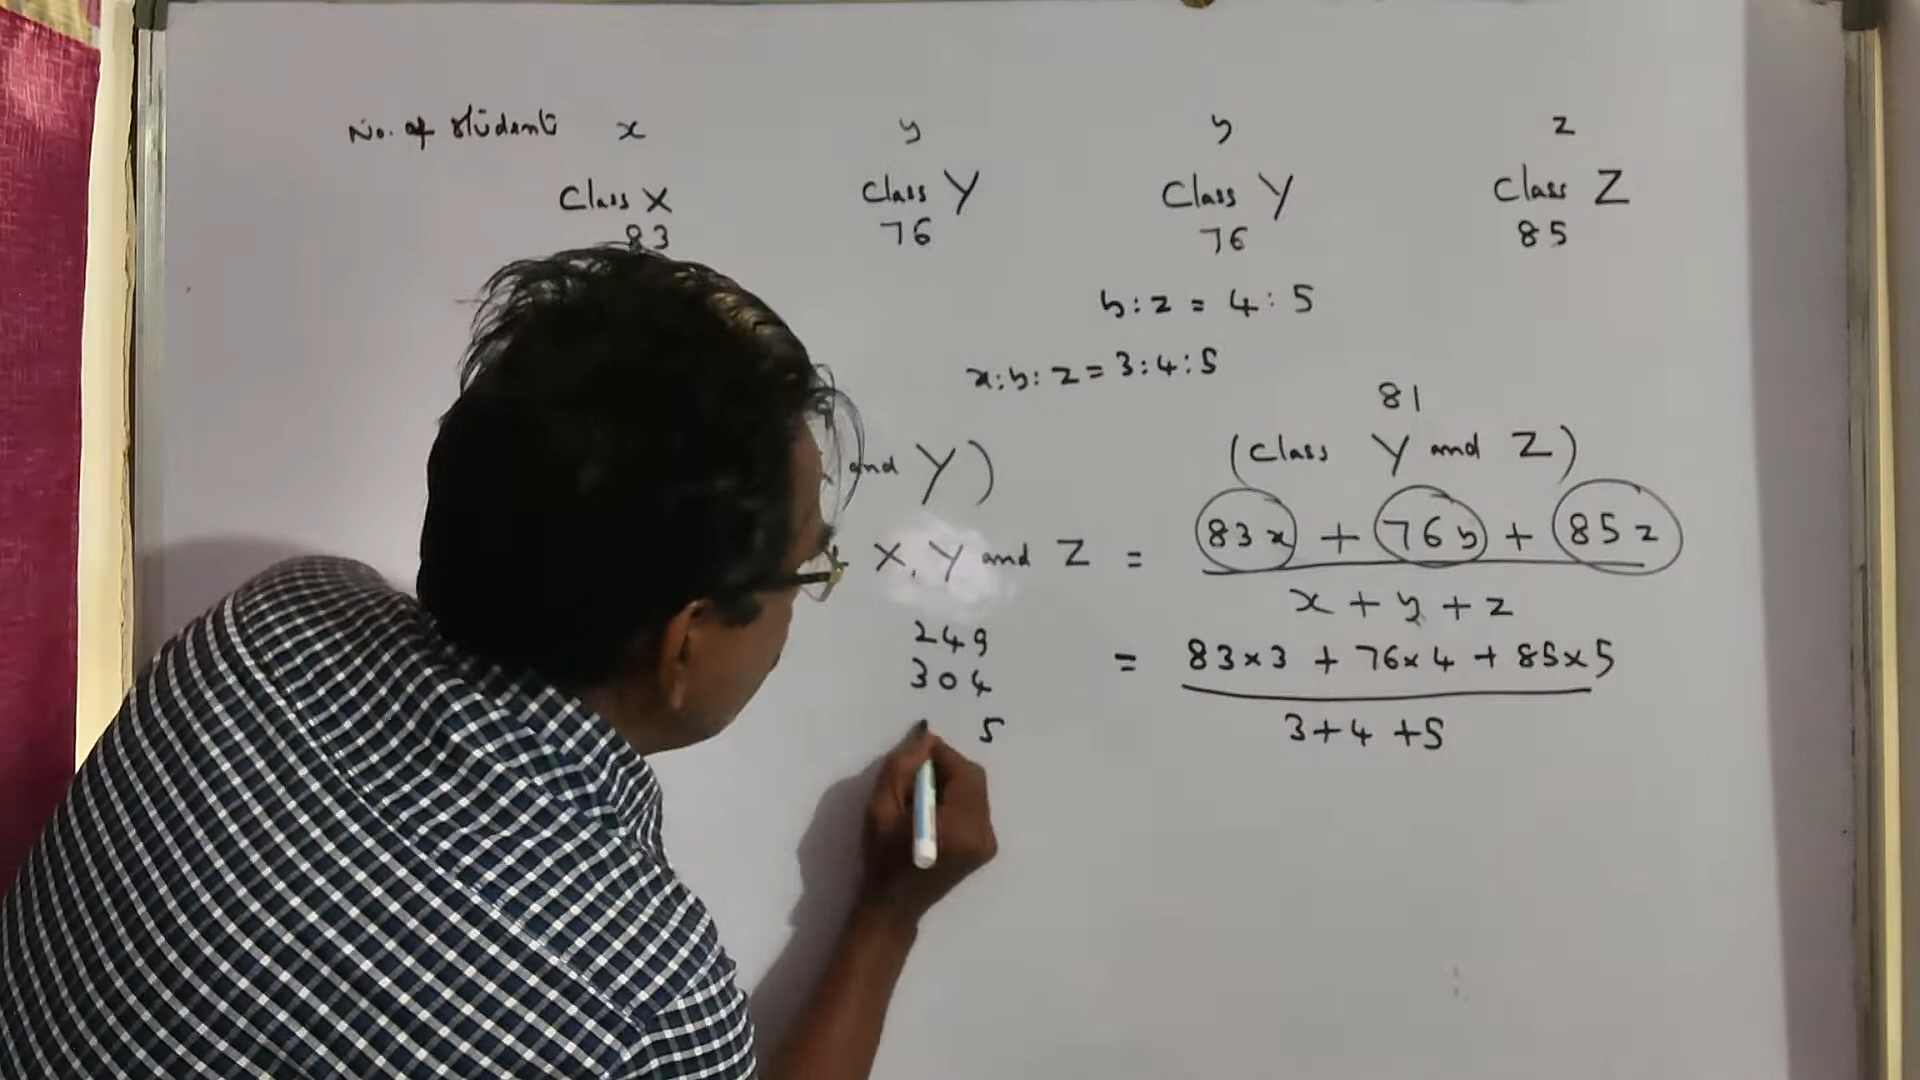 No. of students x y y z
Class X Class Y Class Y Class Z
83 76 76 85
y : z = 4 : 5
x : y : z = 3 : 4 : 5
81
and Y) (Class Y and Z)
X, Y and Z = 83x + 76y + 85z
x + y + z
249
304
5
= 83×3 + 76×4 + 85×5
3+4+5